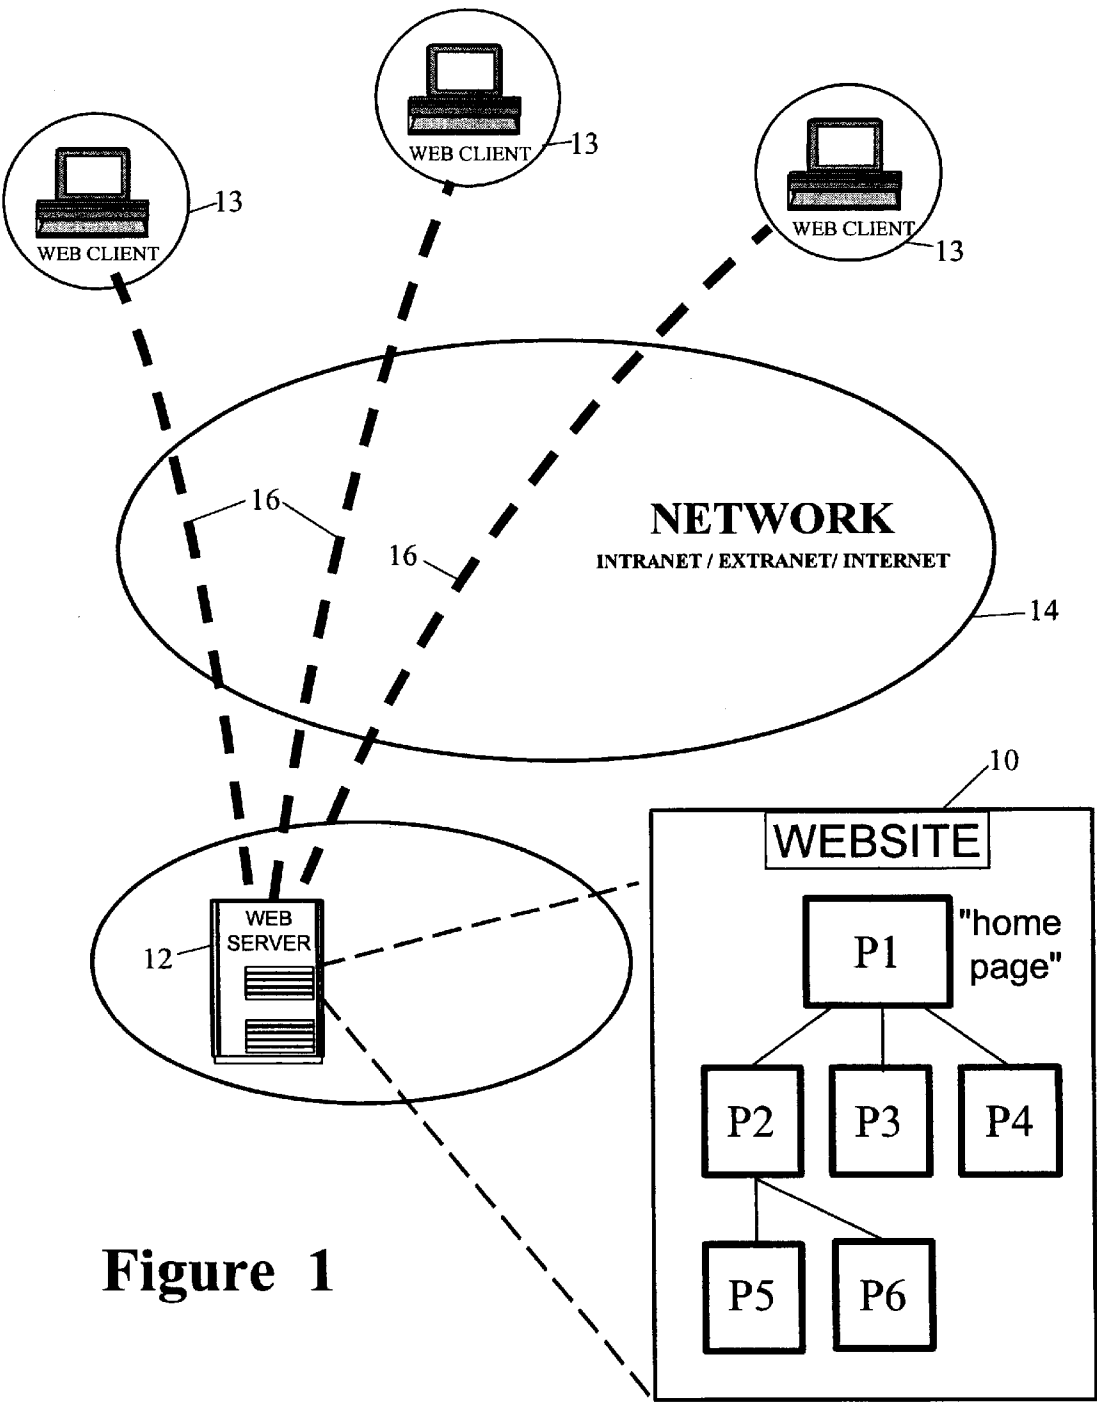 WEB CLIENT
13
WEB CLIENT
13
WEB CLIENT
13
16
16
NETWORK
INTRANET / EXTRANET/ INTERNET
14
10
WEBSITE
WEB
SERVER
12
P1
"home
page"
P2
P3
P4
P5
P6
Figure 1